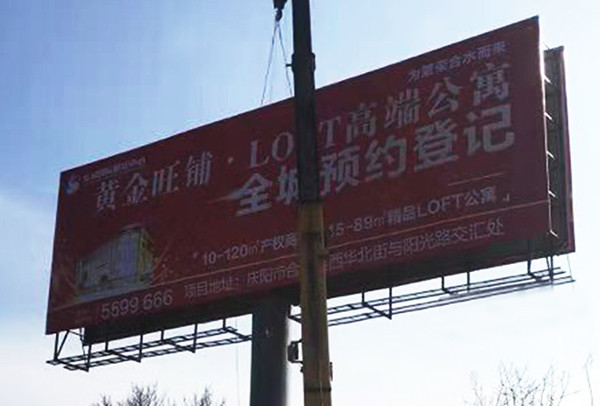 为繁荣合水而来
黄金旺铺·LOFT高端公寓
全城预约登记
10-120㎡产权商 15-89㎡精品LOFT公寓
项目地址：庆阳市合 西华北街与阳光路交汇处
5599 666